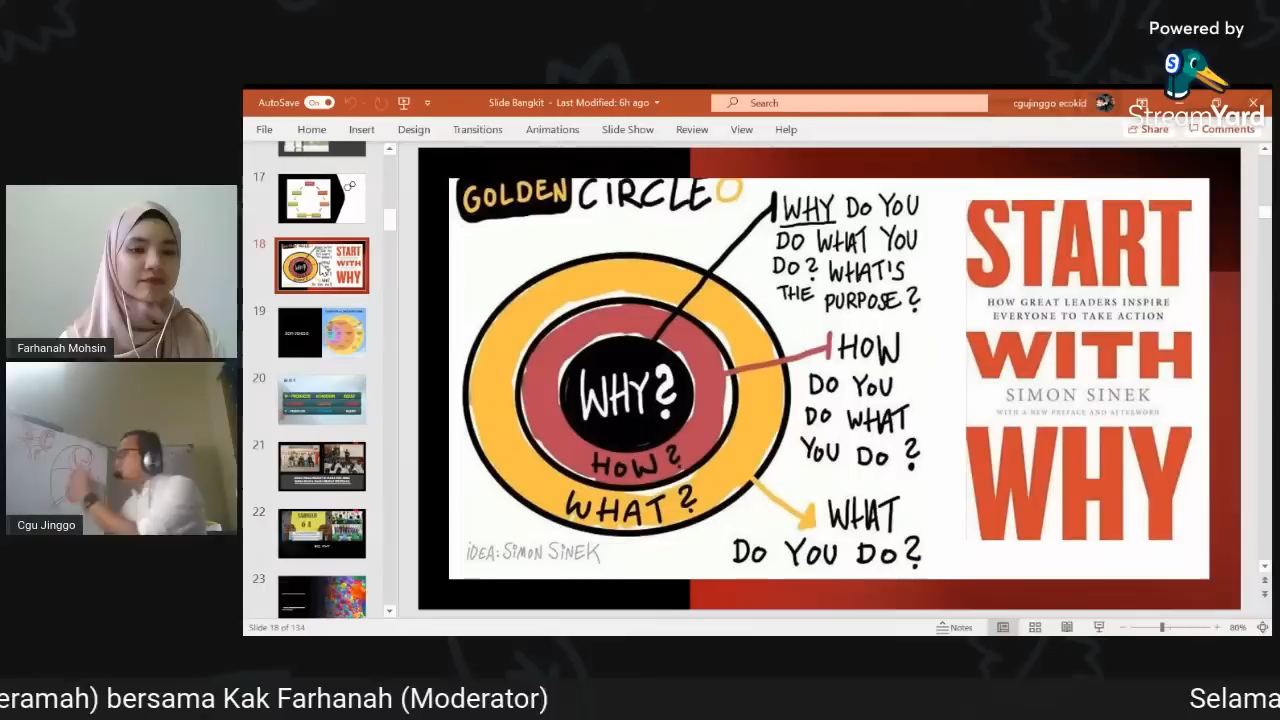 Powered by
StreamYard
AutoSave On
Slide Bangkit - Last Modified: 6h ago
Search
cgujinggo ecokid
File Home Insert Design Transitions Animations Slide Show Review View Help
Share Comments
17
18
START
WITH
WHY
19
20
21
22
23
GOLDEN CIRCLE
WHY DO YOU
DO WHAT YOU
DO? WHAT'S
THE PURPOSE?
HOW
DO YOU
DO WHAT
YOU DO?
WHAT
DO YOU DO?
WHY?
HOW?
WHAT?
IDEA: SIMON SINEK
START
HOW GREAT LEADERS INSPIRE
EVERYONE TO TAKE ACTION
WITH
SIMON SINEK
WITH A NEW PREFACE AND AFTERWORD
WHY
Farhanah Mohsin
Cgu Jinggo
Slide 18 of 134
Notes
80%
eramah) bersama Kak Farhanah (Moderator)
Selama